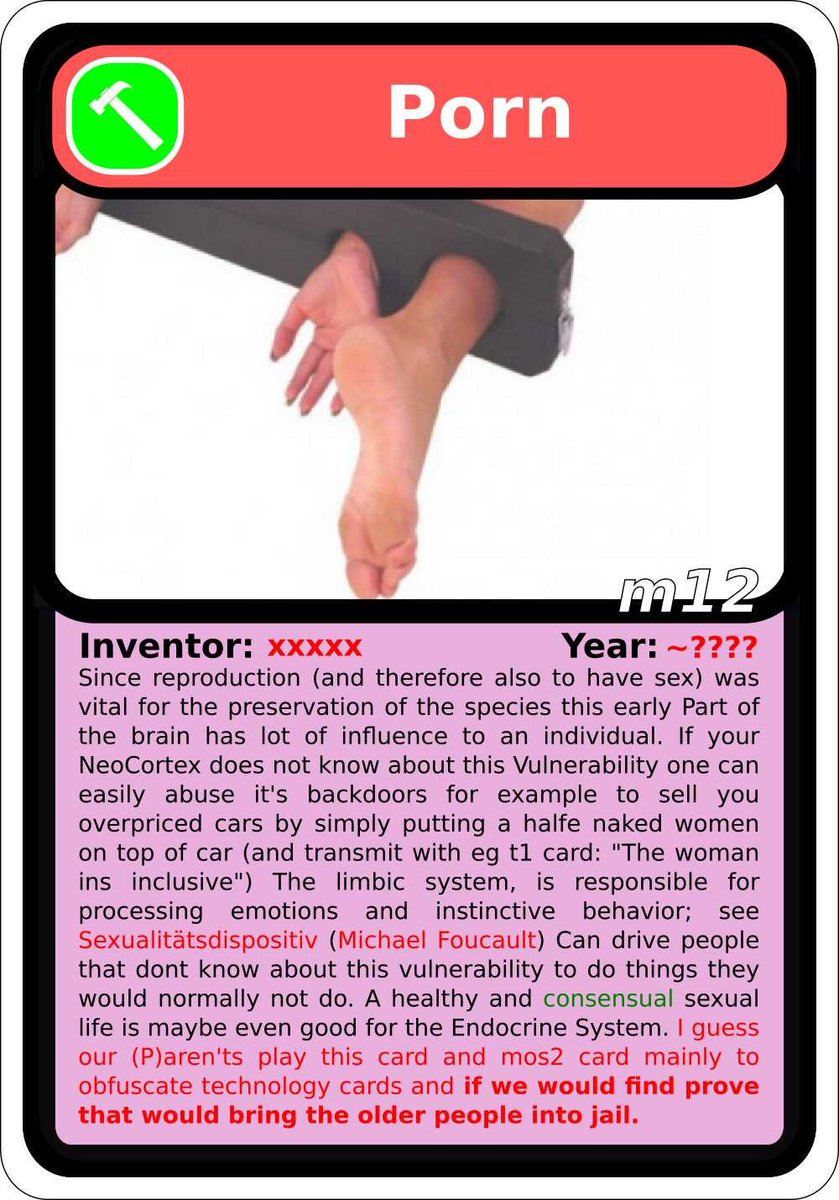 Porn
m12
Inventor: xxxxx Year: ~????
Since reproduction (and therefore also to have sex) was
vital for the preservation of the species this early Part of
the brain has lot of influence to an individual. If your
NeoCortex does not know about this Vulnerability one can
easily abuse it's backdoors for example to sell you
overpriced cars by simply putting a halfe naked women
on top of car (and transmit with eg t1 card: "The woman
ins inclusive") The limbic system, is responsible for
processing emotions and instinctive behavior; see
Sexualitätsdispositiv (Michael Foucault) Can drive people
that dont know about this vulnerability to do things they
would normally not do. A healthy and consensual sexual
life is maybe even good for the Endocrine System. I guess
our (P)aren'ts play this card and mos2 card mainly to
obfuscate technology cards and if we would find prove
that would bring the older people into jail.